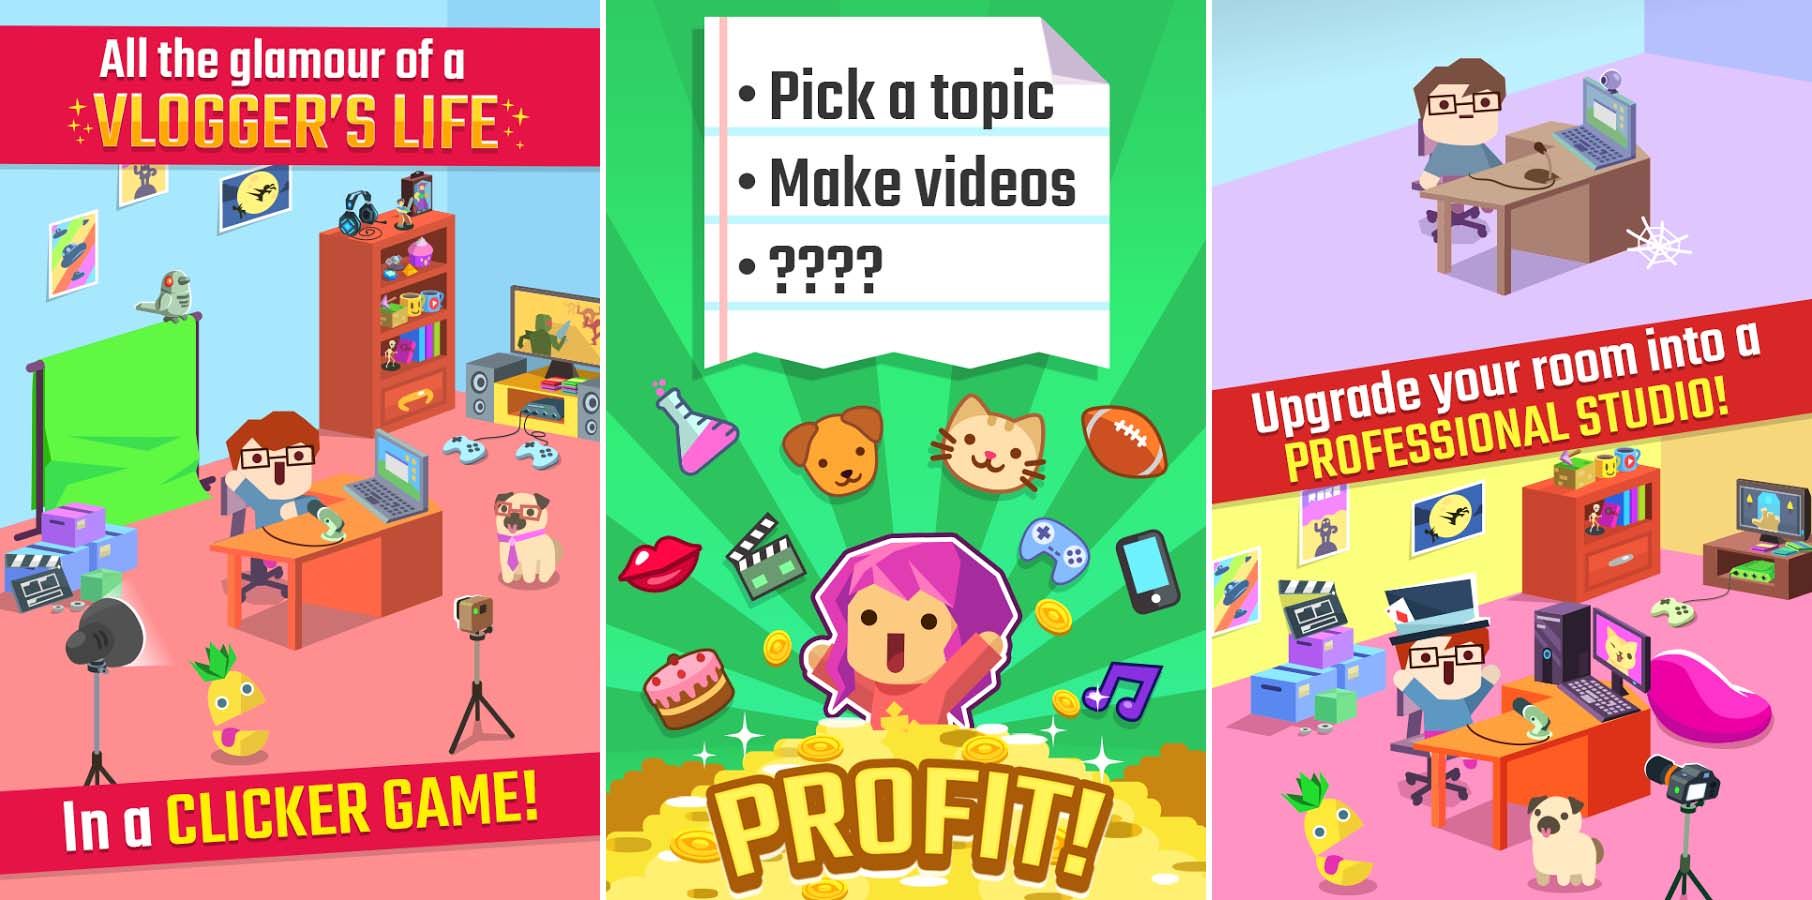 All the glamour of a
VLOGGER'S LIFE
In a CLICKER GAME!
• Pick a topic
• Make videos
• ????
PROFIT!
Upgrade your room into a
PROFESSIONAL STUDIO!